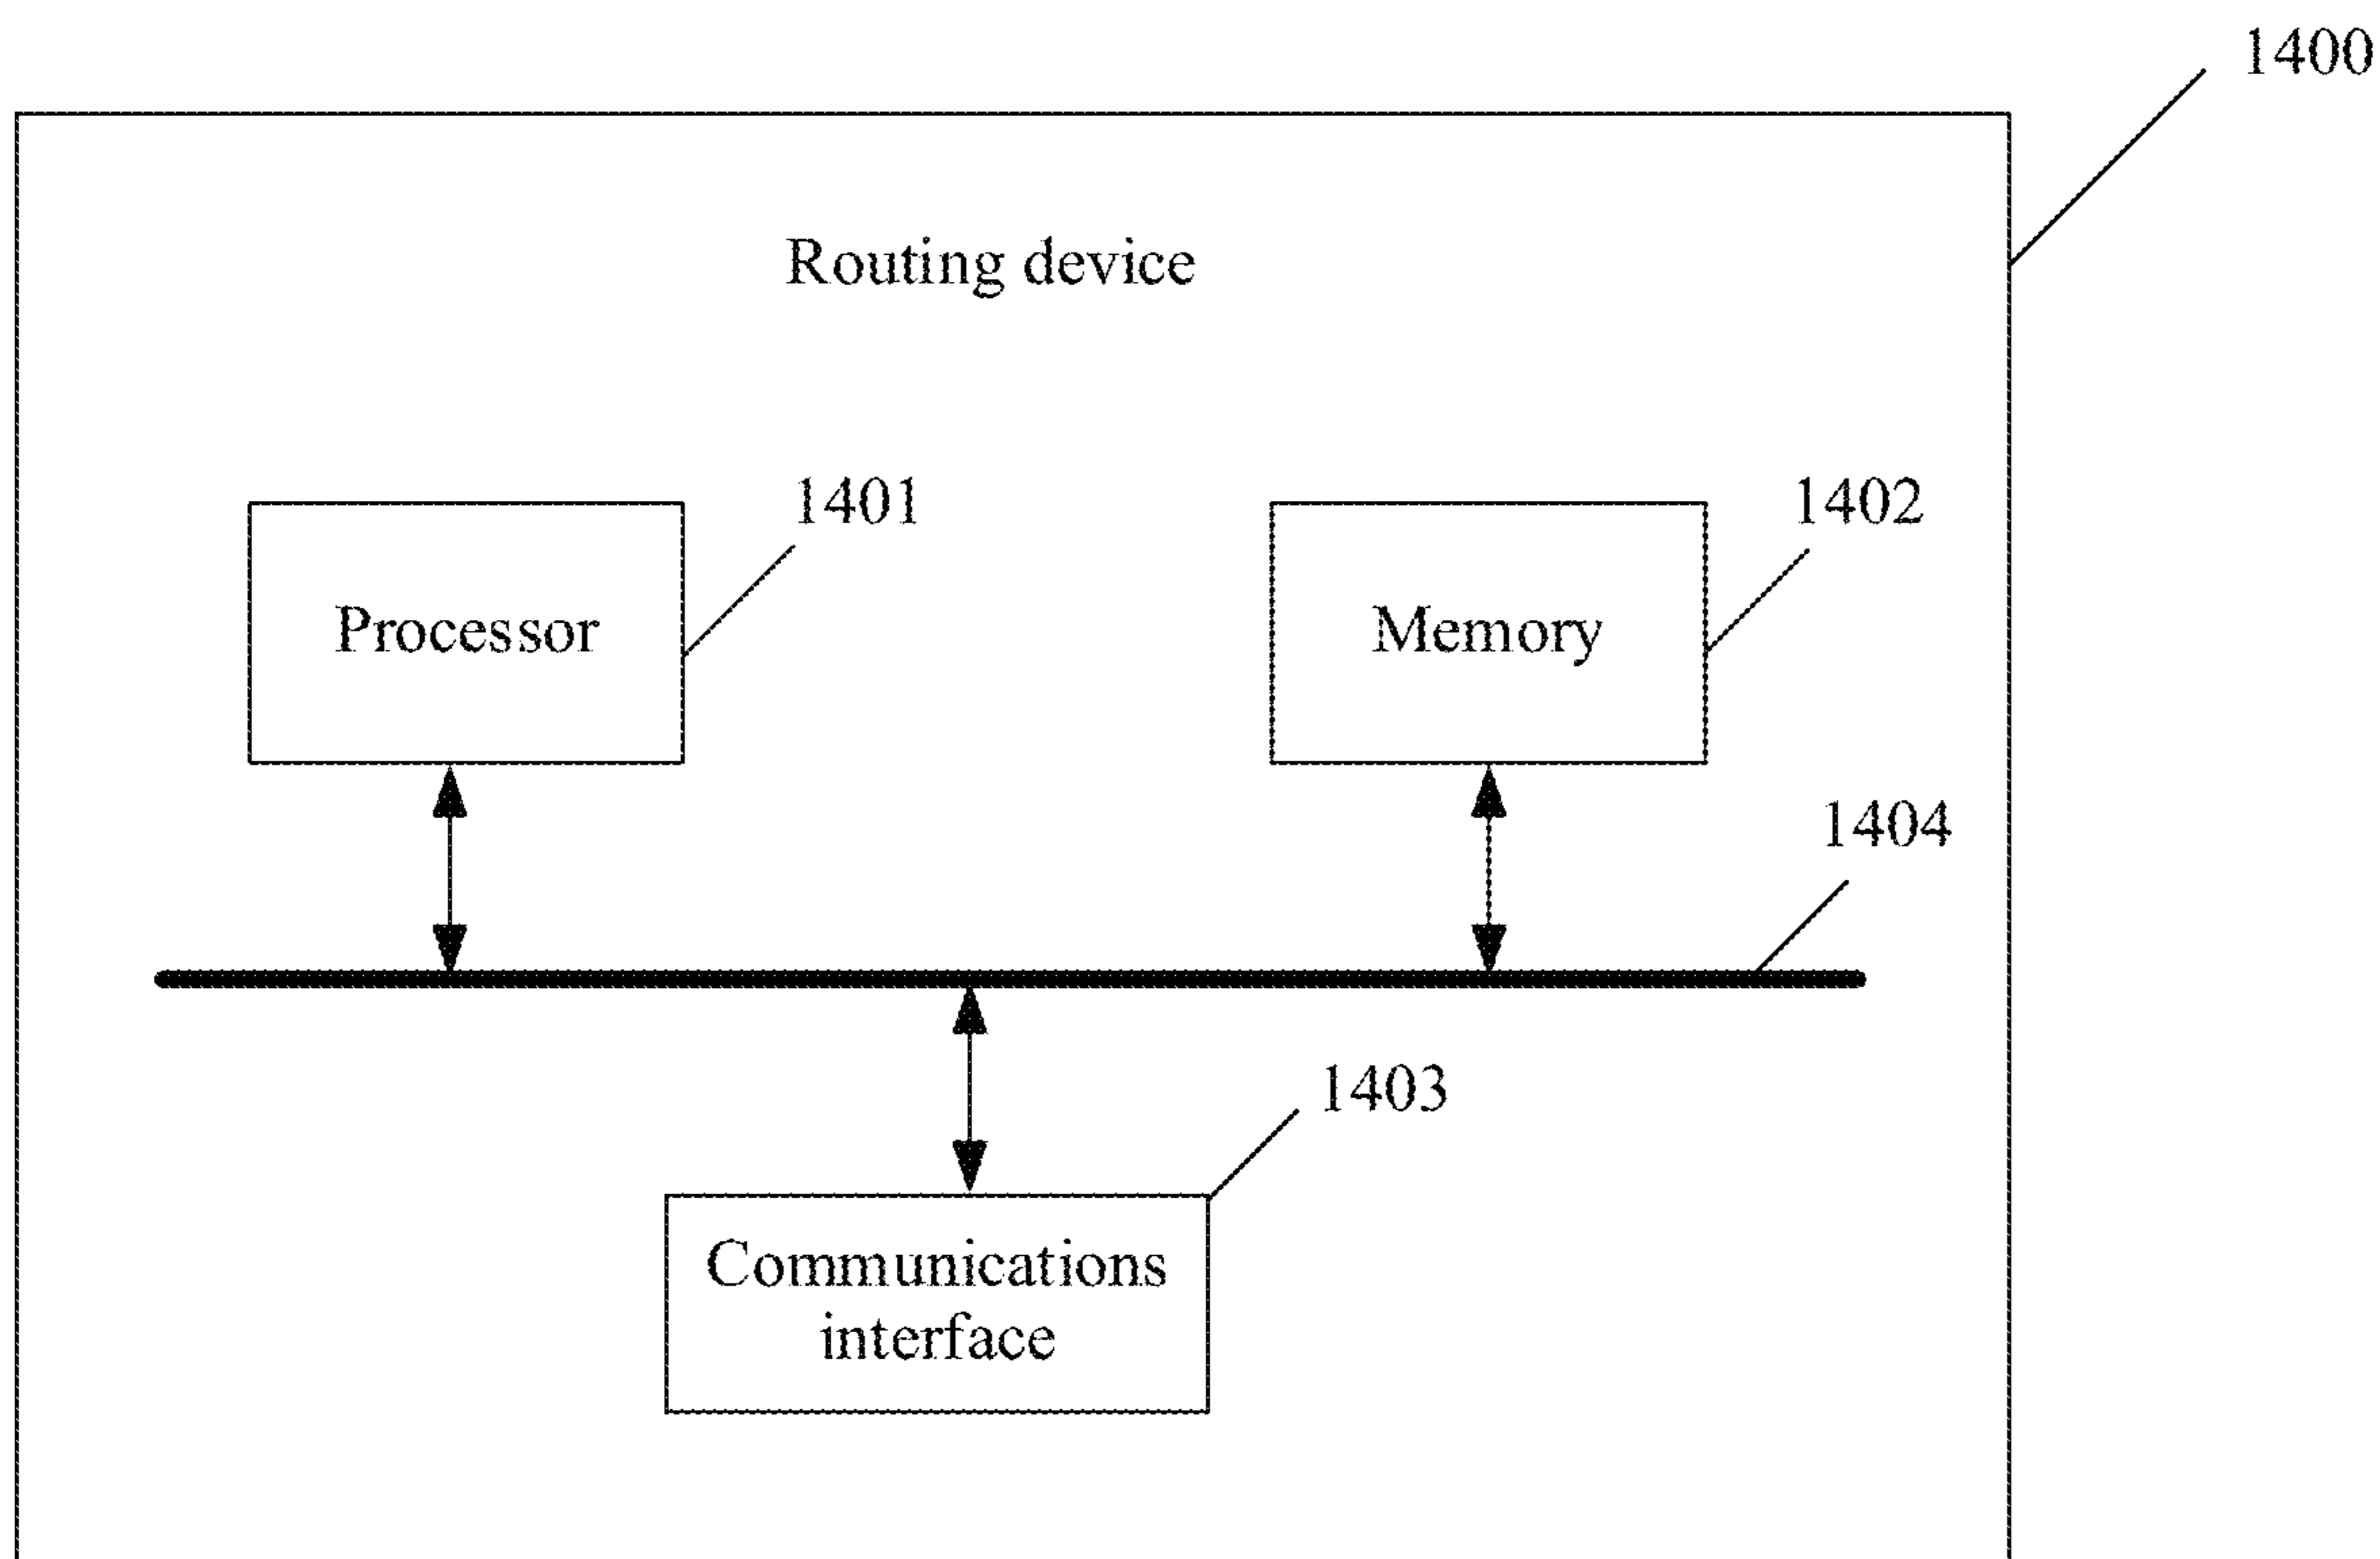 1400
Routing device
1401
1402
Processor
Memory
1404
1403
Communications
interface